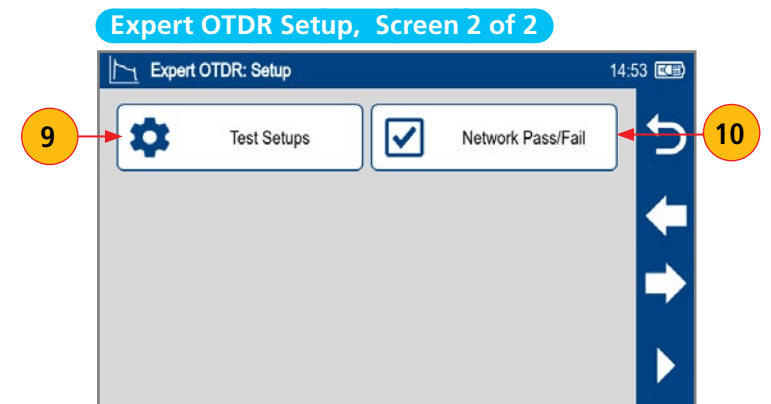 Expert OTDR Setup, Screen 2 of 2
Expert OTDR: Setup 14:53
9 Test Setups Network Pass/Fail 10